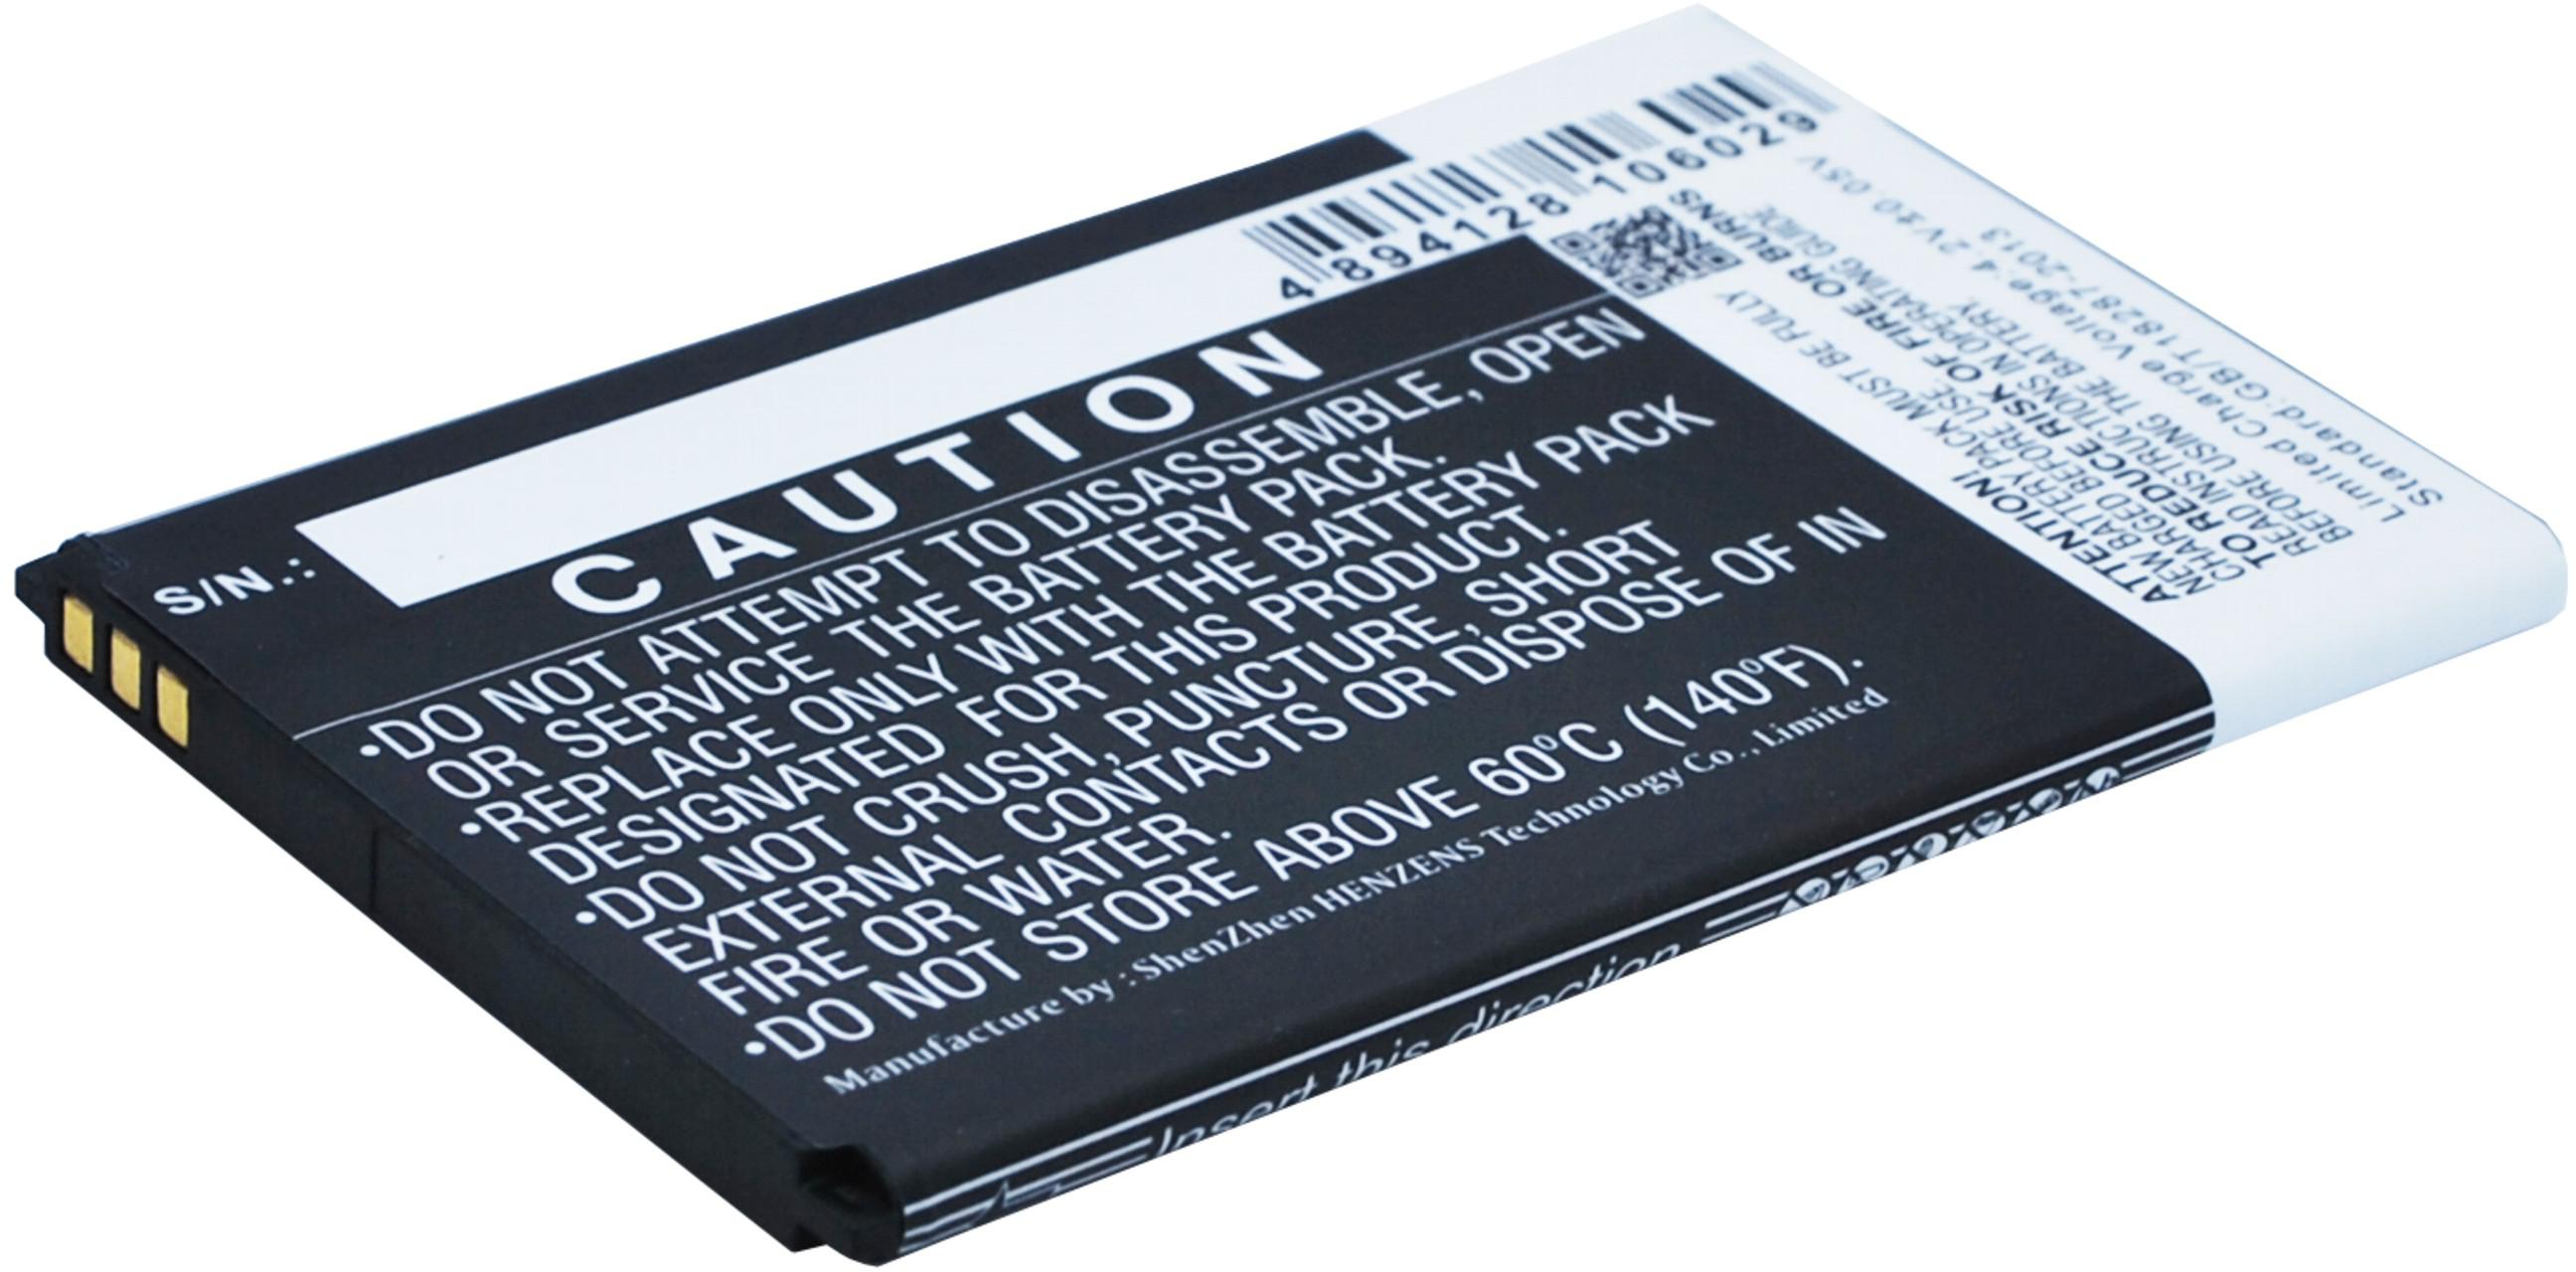 S/N.:
4 894128 106029
CAUTION
•DO NOT ATTEMPT TO DISASSEMBLE, OPEN
OR SERVICE THE BATTERY PACK.
•REPLACE ONLY WITH THE BATTERY PACK
DESIGNATED FOR THIS PRODUCT.
•DO NOT CRUSH, PUNCTURE, SHORT
EXTERNAL CONTACTS OR DISPOSE OF IN
FIRE OR WATER.
•DO NOT STORE ABOVE 60°C (140°F).
Manufacture by : ShenZhen HENZENS Technology Co., Limited
Insert this direction
ATTENTION!
NEW BATTERY PACK MUST BE FULLY
CHARGED BEFORE USE.
TO REDUCE RISK OF FIRE OR BURNS
READ INSTRUCTIONS IN OPERATING GUIDE
BEFORE USING THE BATTERY.
Limited Charge Voltage:4.2V±0.05V
Standard:GB/T18287-2013